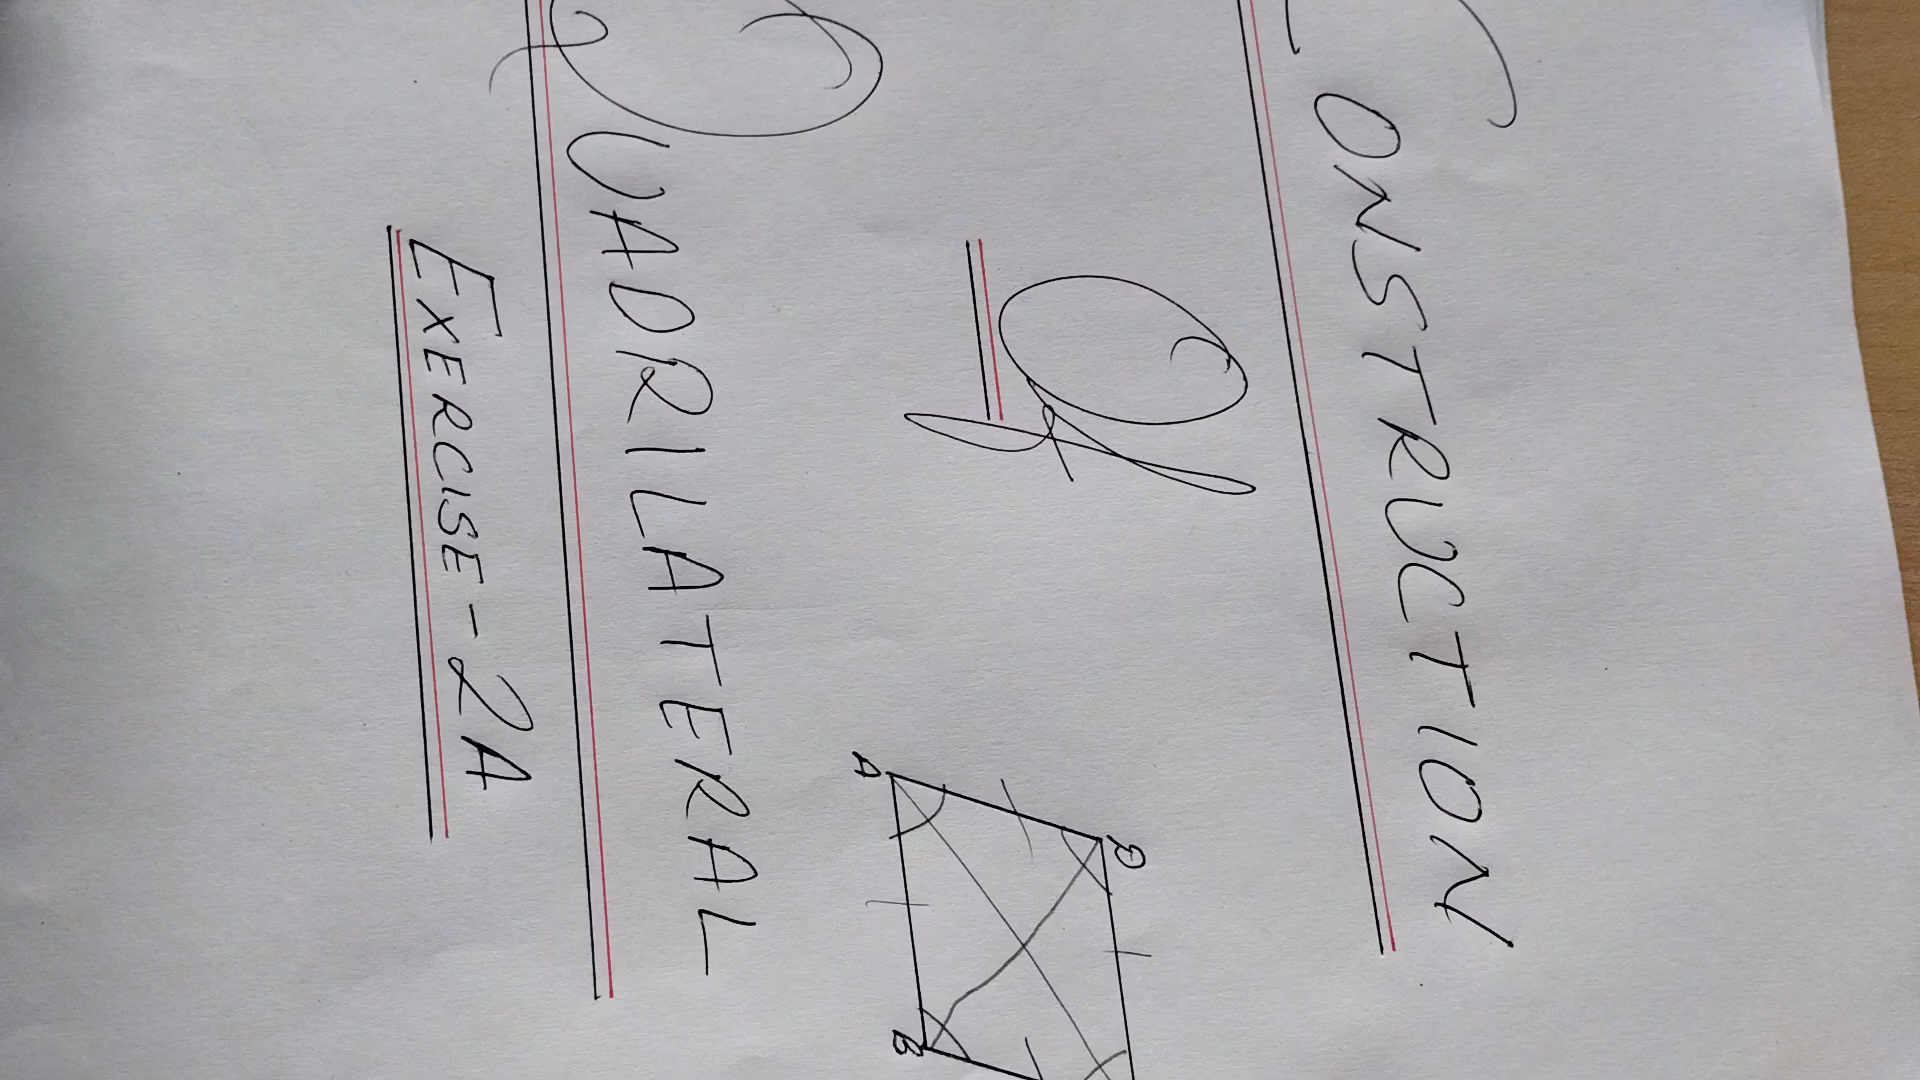 CONSTRUCTION
Of
QUADRILATERAL
EXERCISE-2A
D
A
B